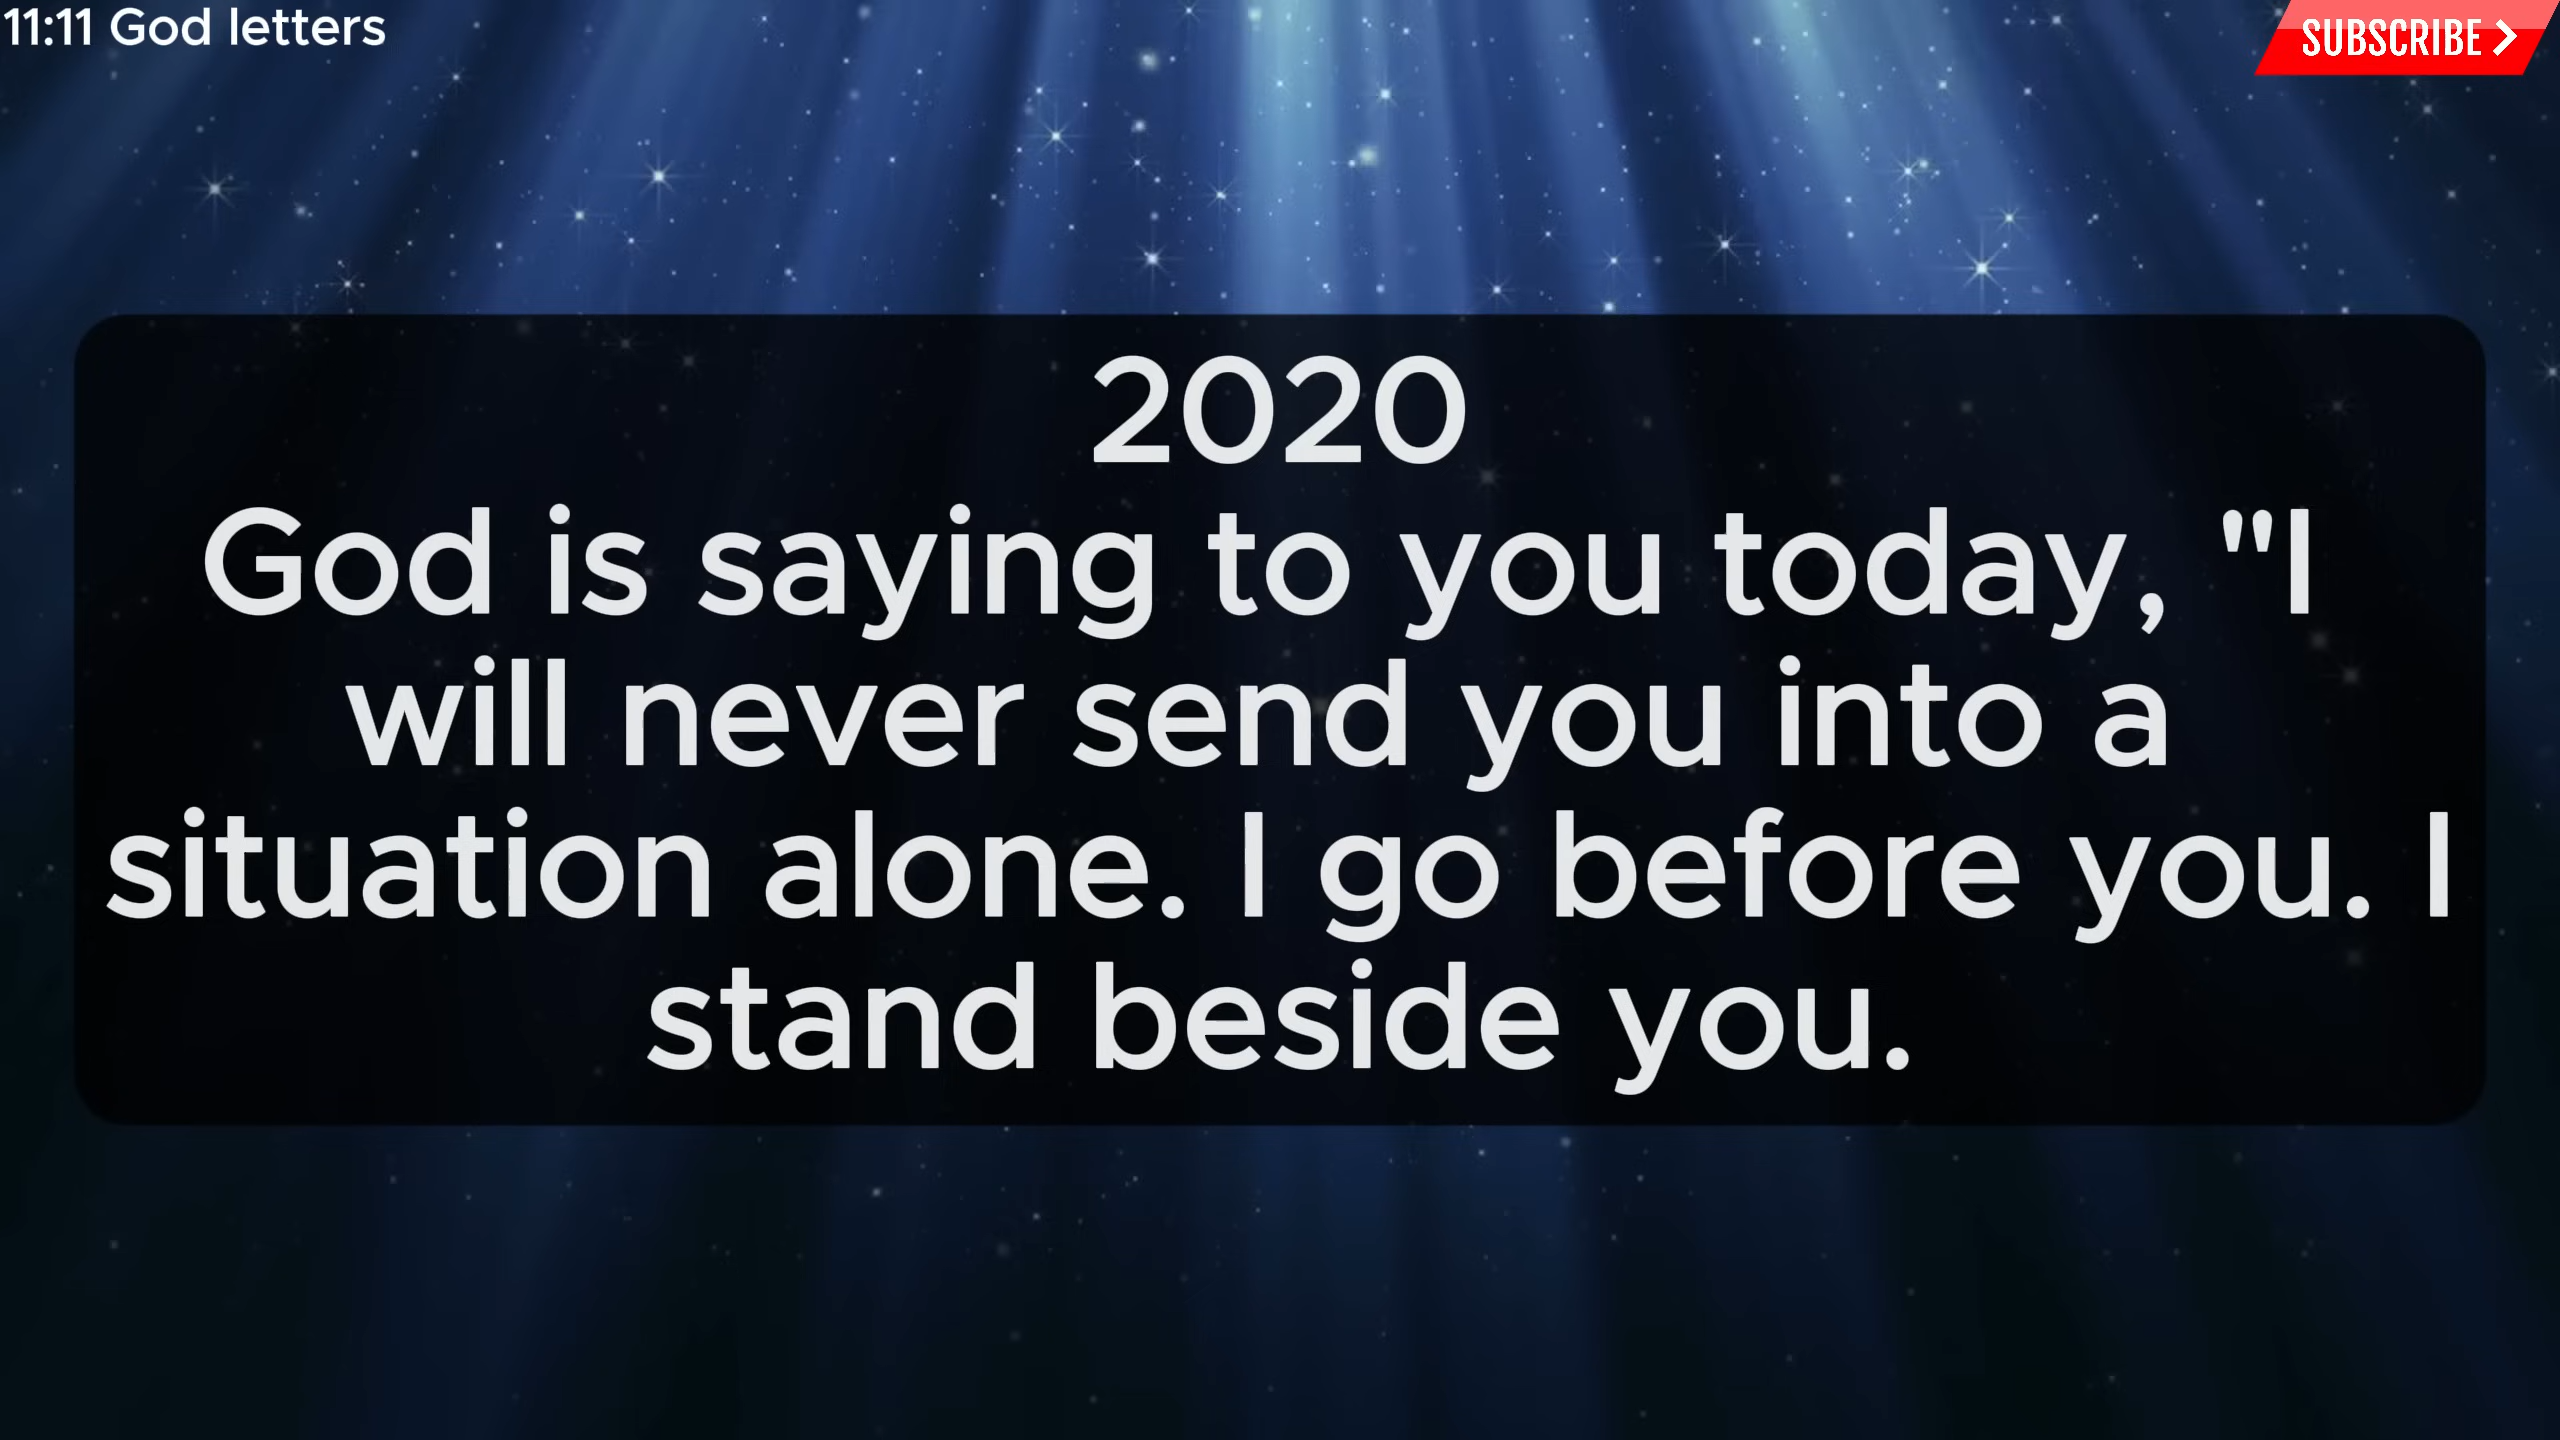 11:11 God letters
SUBSCRIBE
2020
God is saying to you today, "I
will never send you into a
situation alone. I go before you. I
stand beside you.